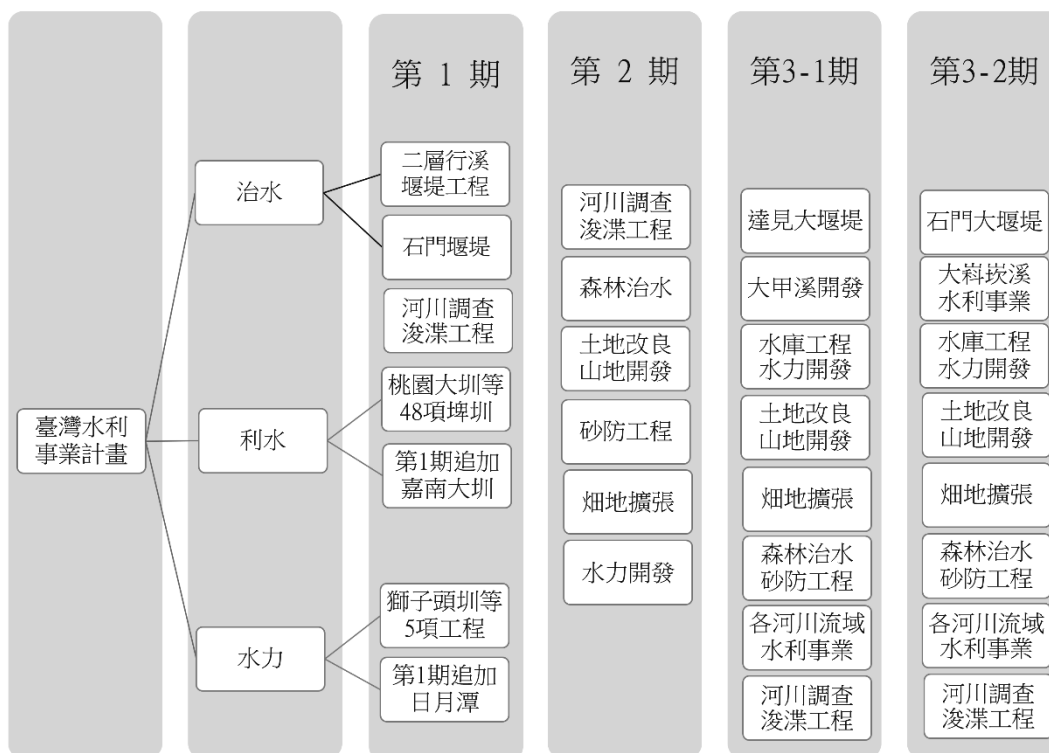 臺灣水利
事業計畫
治水
利水
水力
第 1 期
二層行溪
堰堤工程
石門堰堤
河川調查
浚渫工程
桃園大圳等
48項埤圳
第1期追加
嘉南大圳
獅子頭圳等
5項工程
第1期追加
日月潭
第 2 期
河川調查
浚渫工程
森林治水
土地改良
山地開發
砂防工程
畑地擴張
水力開發
第3-1期
達見大堰堤
大甲溪開發
水庫工程
水力開發
土地改良
山地開發
畑地擴張
森林治水
砂防工程
各河川流域
水利事業
河川調查
浚渫工程
第3-2期
石門大堰堤
大嵙崁溪
水利事業
水庫工程
水力開發
土地改良
山地開發
畑地擴張
森林治水
砂防工程
各河川流域
水利事業
河川調查
浚渫工程